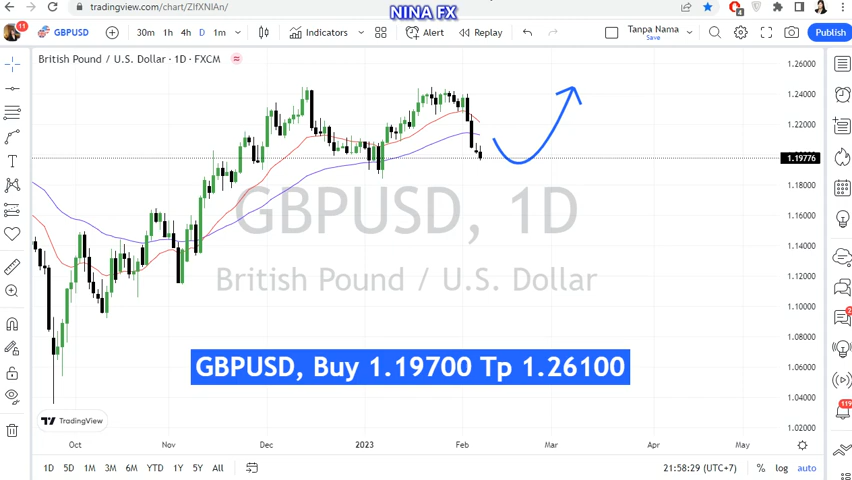 NINA FX
tradingview.com/chart/ZIfXNIAn/
11
GBPUSD
30m 1h 4h D 1m
Indicators
Alert
Replay
Tanpa Nama
Save
Publish
British Pound / U.S. Dollar · 1D · FXCM
1.26000
1.24000
1.22000
1.19776
1.18000
1.16000
1.14000
1.12000
1.10000
1.08000
1.06000
1.04000
1.02000
GBPUSD, 1D
British Pound / U.S. Dollar
GBPUSD, Buy 1.19700 Tp 1.26100
TradingView
119
Oct Nov Dec 2023 Feb Mar Apr May
1D 5D 1M 3M 6M YTD 1Y 5Y All
21:58:29 (UTC+7) % log auto